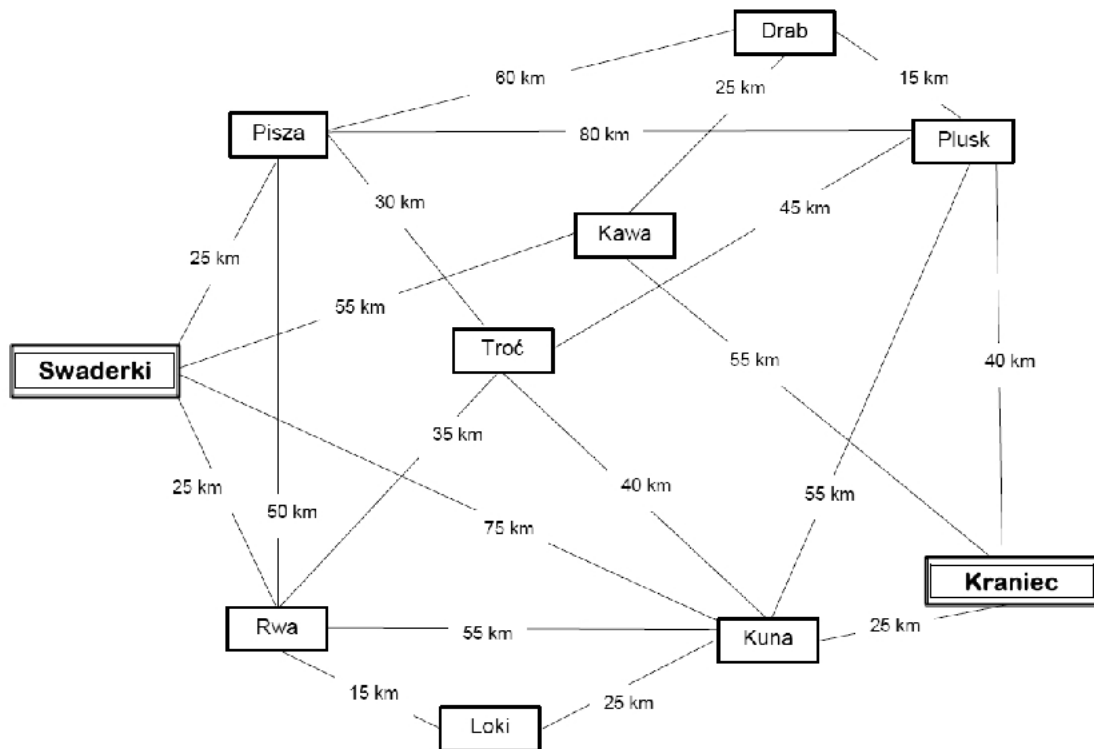 Drab
60 km
25 km
15 km
Pisza
80 km
Plusk
30 km
45 km
Kawa
25 km
55 km
Troć
55 km
40 km
Swaderki
35 km
25 km
40 km
55 km
50 km
75 km
Kraniec
Rwa
55 km
Kuna
25 km
15 km
25 km
Loki